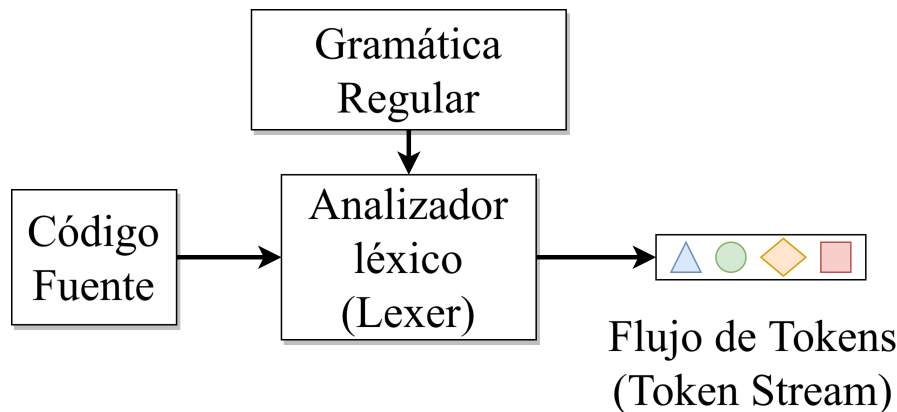 Gramática
Regular
Código
Fuente
Analizador
léxico
(Lexer)
Flujo de Tokens
(Token Stream)